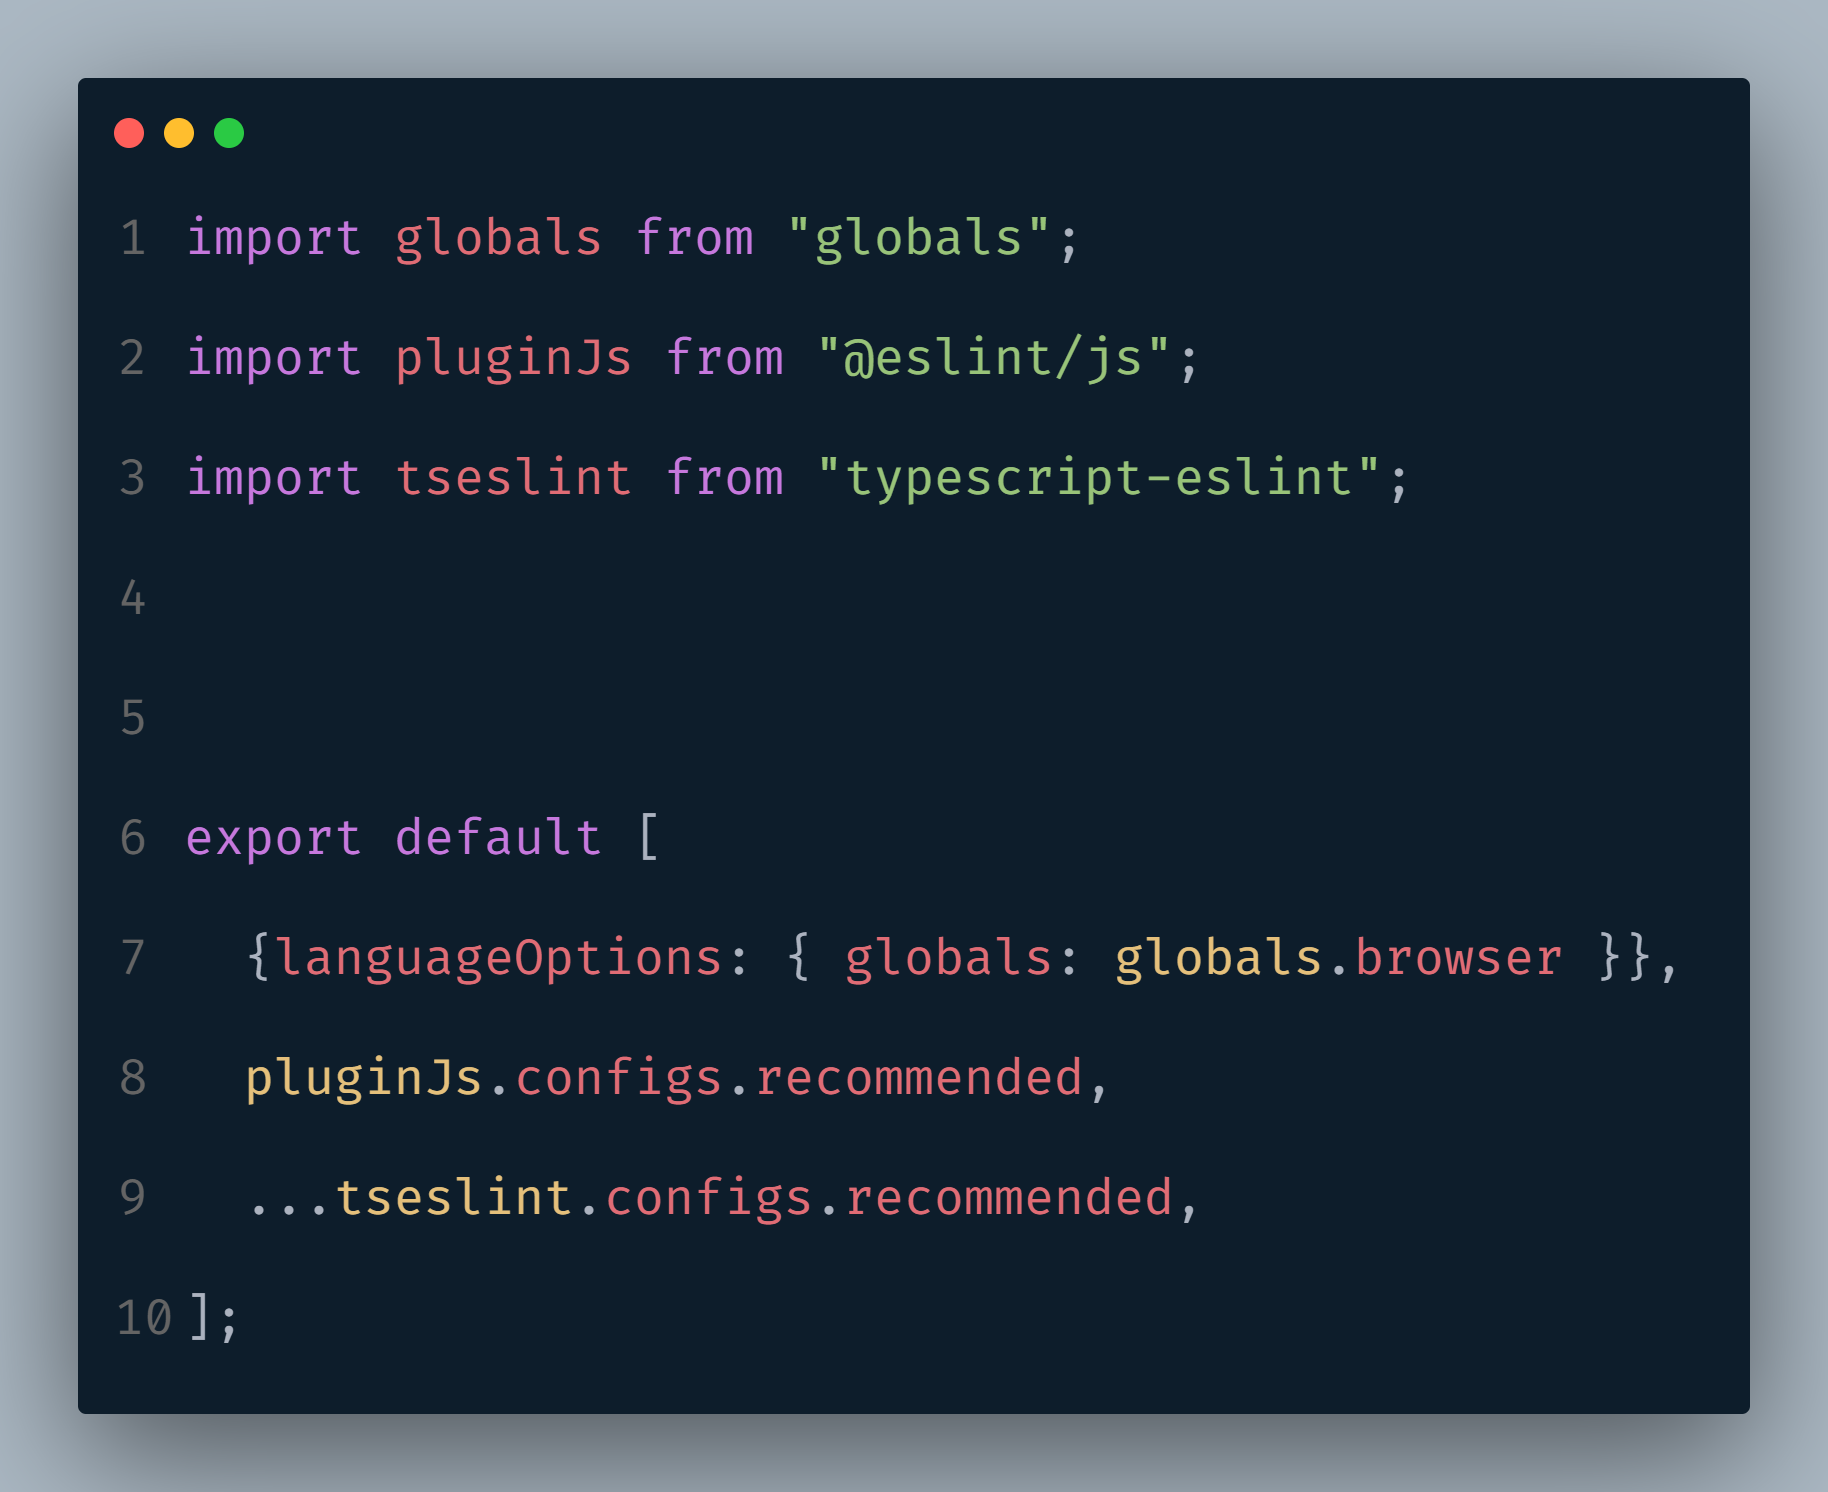 1 import globals from "globals";
2 import pluginJs from "@eslint/js";
3 import tseslint from "typescript-eslint";
4
5
6 export default [
7   {languageOptions: { globals: globals.browser }},
8   pluginJs.configs.recommended,
9   ...tseslint.configs.recommended,
10 ];